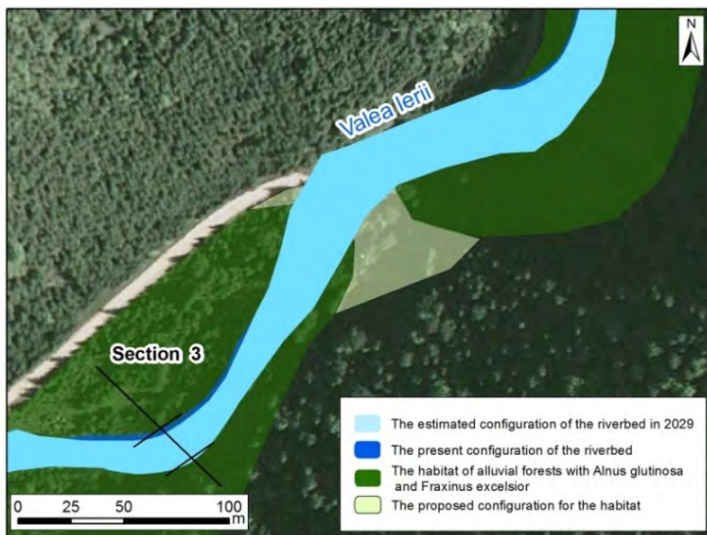 N
Valea Ierii
Section 3
The estimated configuration of the riverbed in 2029
The present configuration of the riverbed
The habitat of alluvial forests with Alnus glutinosa
and Fraxinus excelsior
The proposed configuration for the habitat
0 25 50 100
m